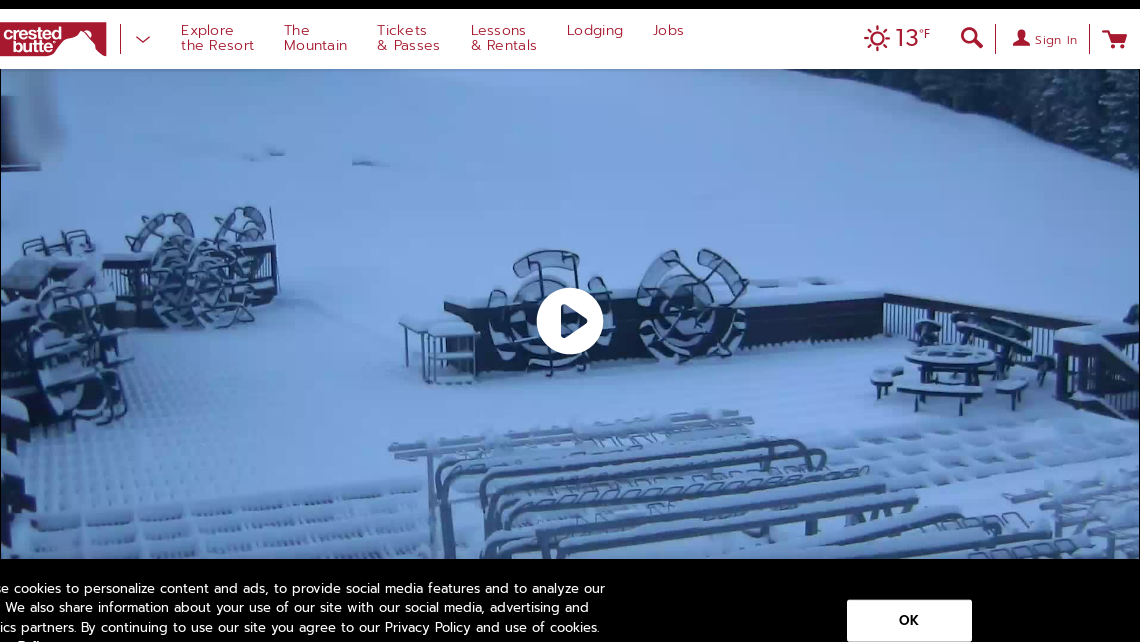 crested
butte
Explore
the Resort
The
Mountain
Tickets
& Passes
Lessons
& Rentals
Lodging
Jobs
13°F
Sign In
se cookies to personalize content and ads, to provide social media features and to analyze our
We also share information about your use of our site with our social media, advertising and
ics partners. By continuing to use our site you agree to our Privacy Policy and use of cookies.
OK